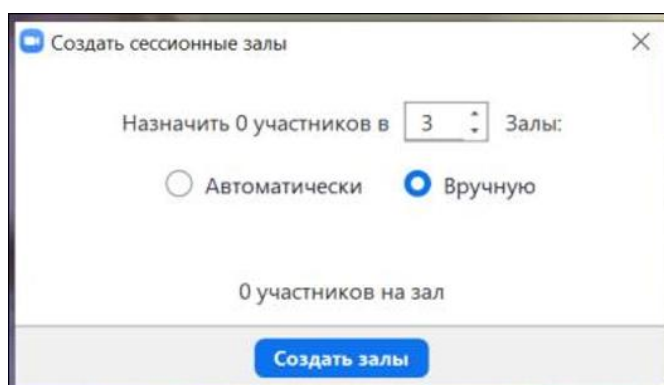 Создать сессионные залы
Назначить 0 участников в 3 Залы:
Автоматически Вручную
0 участников на зал
Создать залы